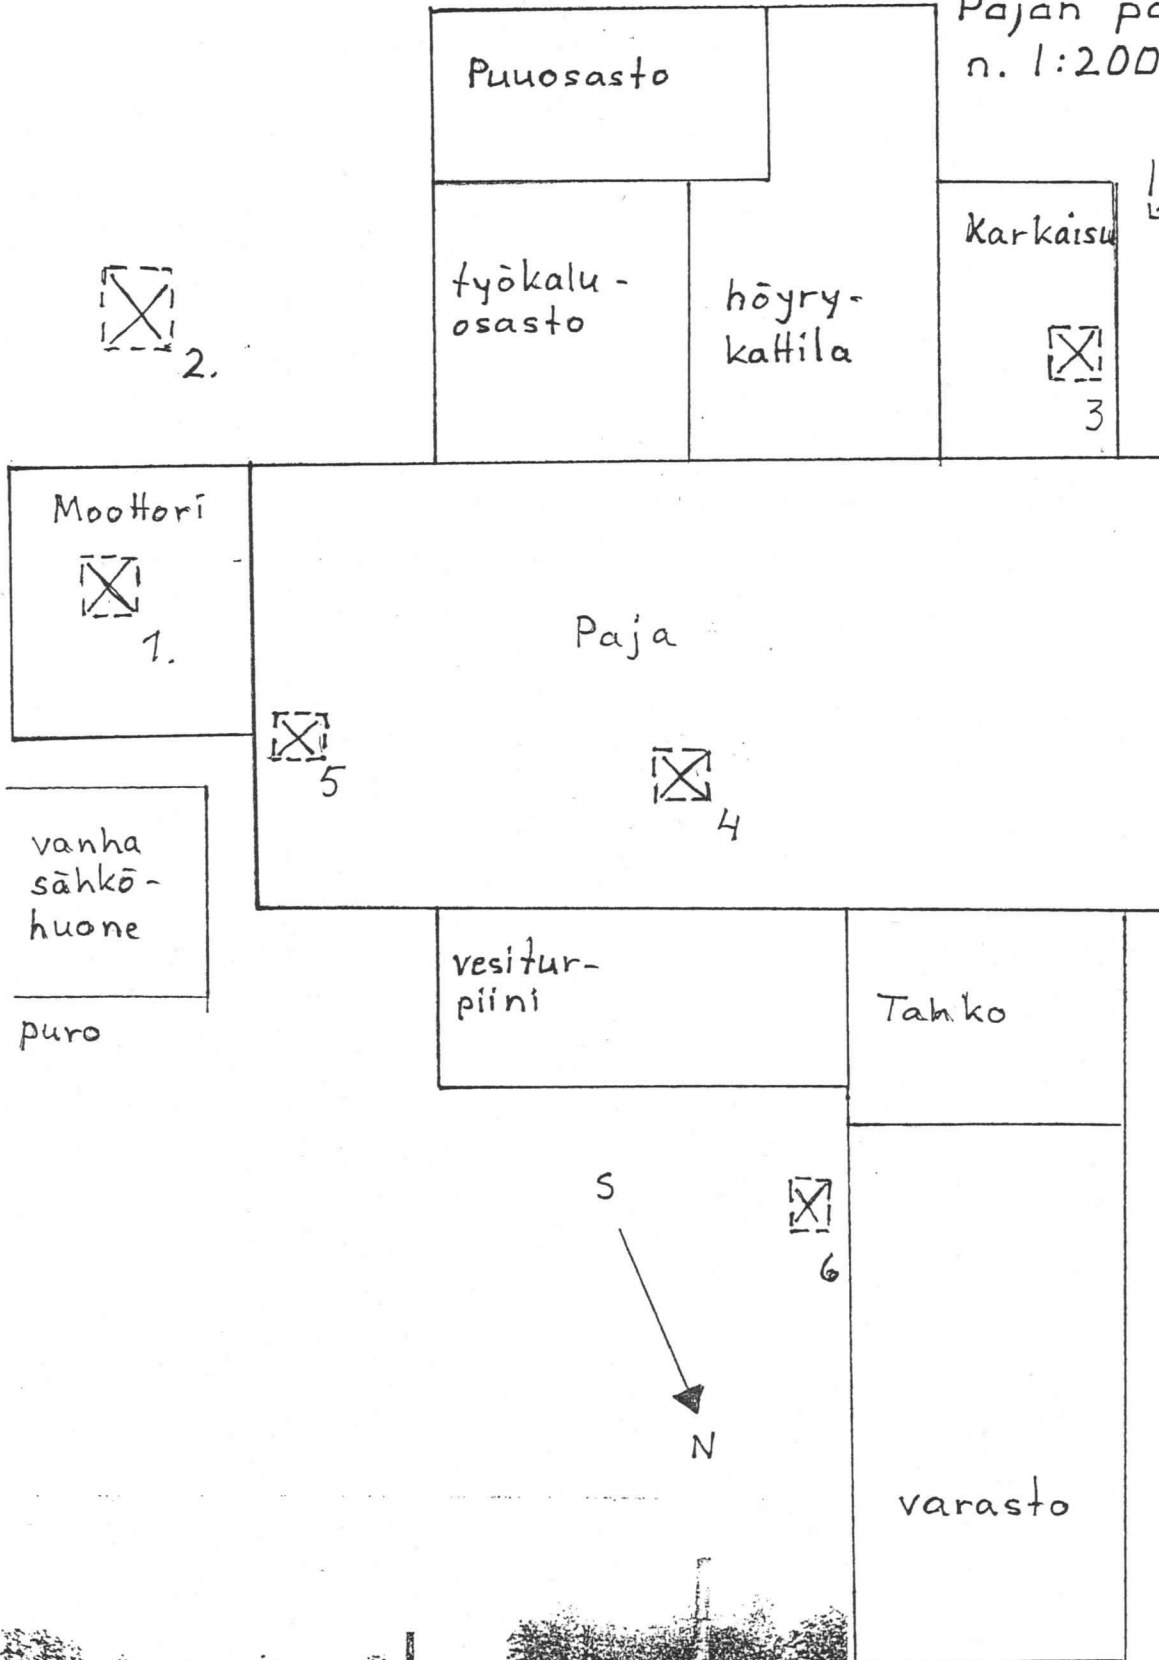 Pajan
n. 1:200
Puuosasto
Karkaisu
työkalu-
osasto
höyry-
kattila
2.
3
Moottori
1.
Paja
5
4
vanha
sähkö-
huone
vesitur-
piini
Tahko
puro
S
6
N
varasto